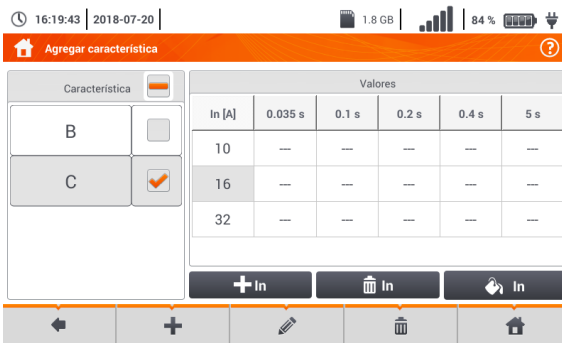 16:19:43 2018-07-20 1.8 GB 84 %
Agregar característica ?
Característica
B
C
Valores
In [A] 0.035 s 0.1 s 0.2 s 0.4 s 5 s
10 --- --- --- --- ---
16 --- --- --- --- ---
32 --- --- --- --- ---
In In In